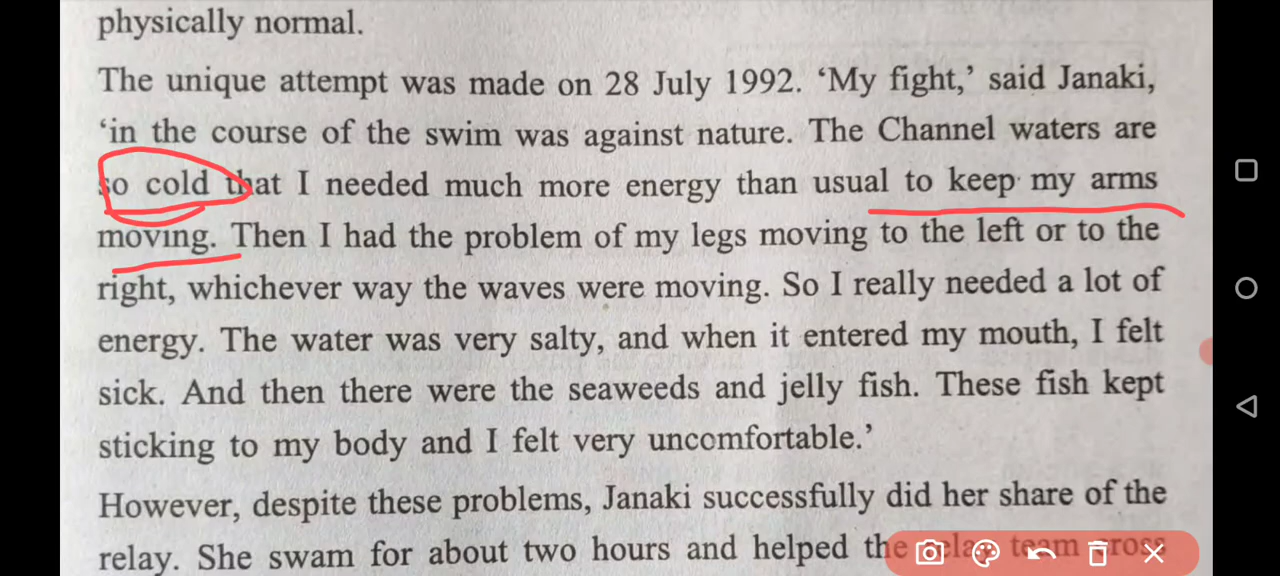 physically normal.
The unique attempt was made on 28 July 1992. ‘My fight,’ said Janaki,
‘in the course of the swim was against nature. The Channel waters are
so cold that I needed much more energy than usual to keep my arms
moving. Then I had the problem of my legs moving to the left or to the
right, whichever way the waves were moving. So I really needed a lot of
energy. The water was very salty, and when it entered my mouth, I felt
sick. And then there were the seaweeds and jelly fish. These fish kept
sticking to my body and I felt very uncomfortable.’
However, despite these problems, Janaki successfully did her share of the
relay. She swam for about two hours and helped the relay team cross